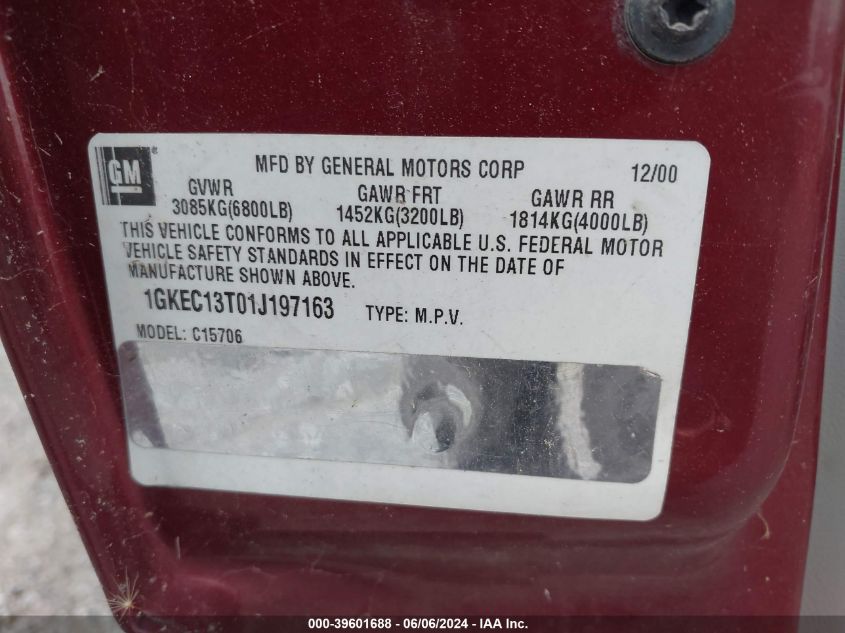 GM
MFD BY GENERAL MOTORS CORP 12/00
GVWR GAWR FRT GAWR RR
3085KG(6800LB) 1452KG(3200LB) 1814KG(4000LB)
THIS VEHICLE CONFORMS TO ALL APPLICABLE U.S. FEDERAL MOTOR
VEHICLE SAFETY STANDARDS IN EFFECT ON THE DATE OF
MANUFACTURE SHOWN ABOVE.
1GKEC13T01J197163 TYPE: M.P.V.
MODEL: C15706
000-39601688 - 06/06/2024 - IAA Inc.